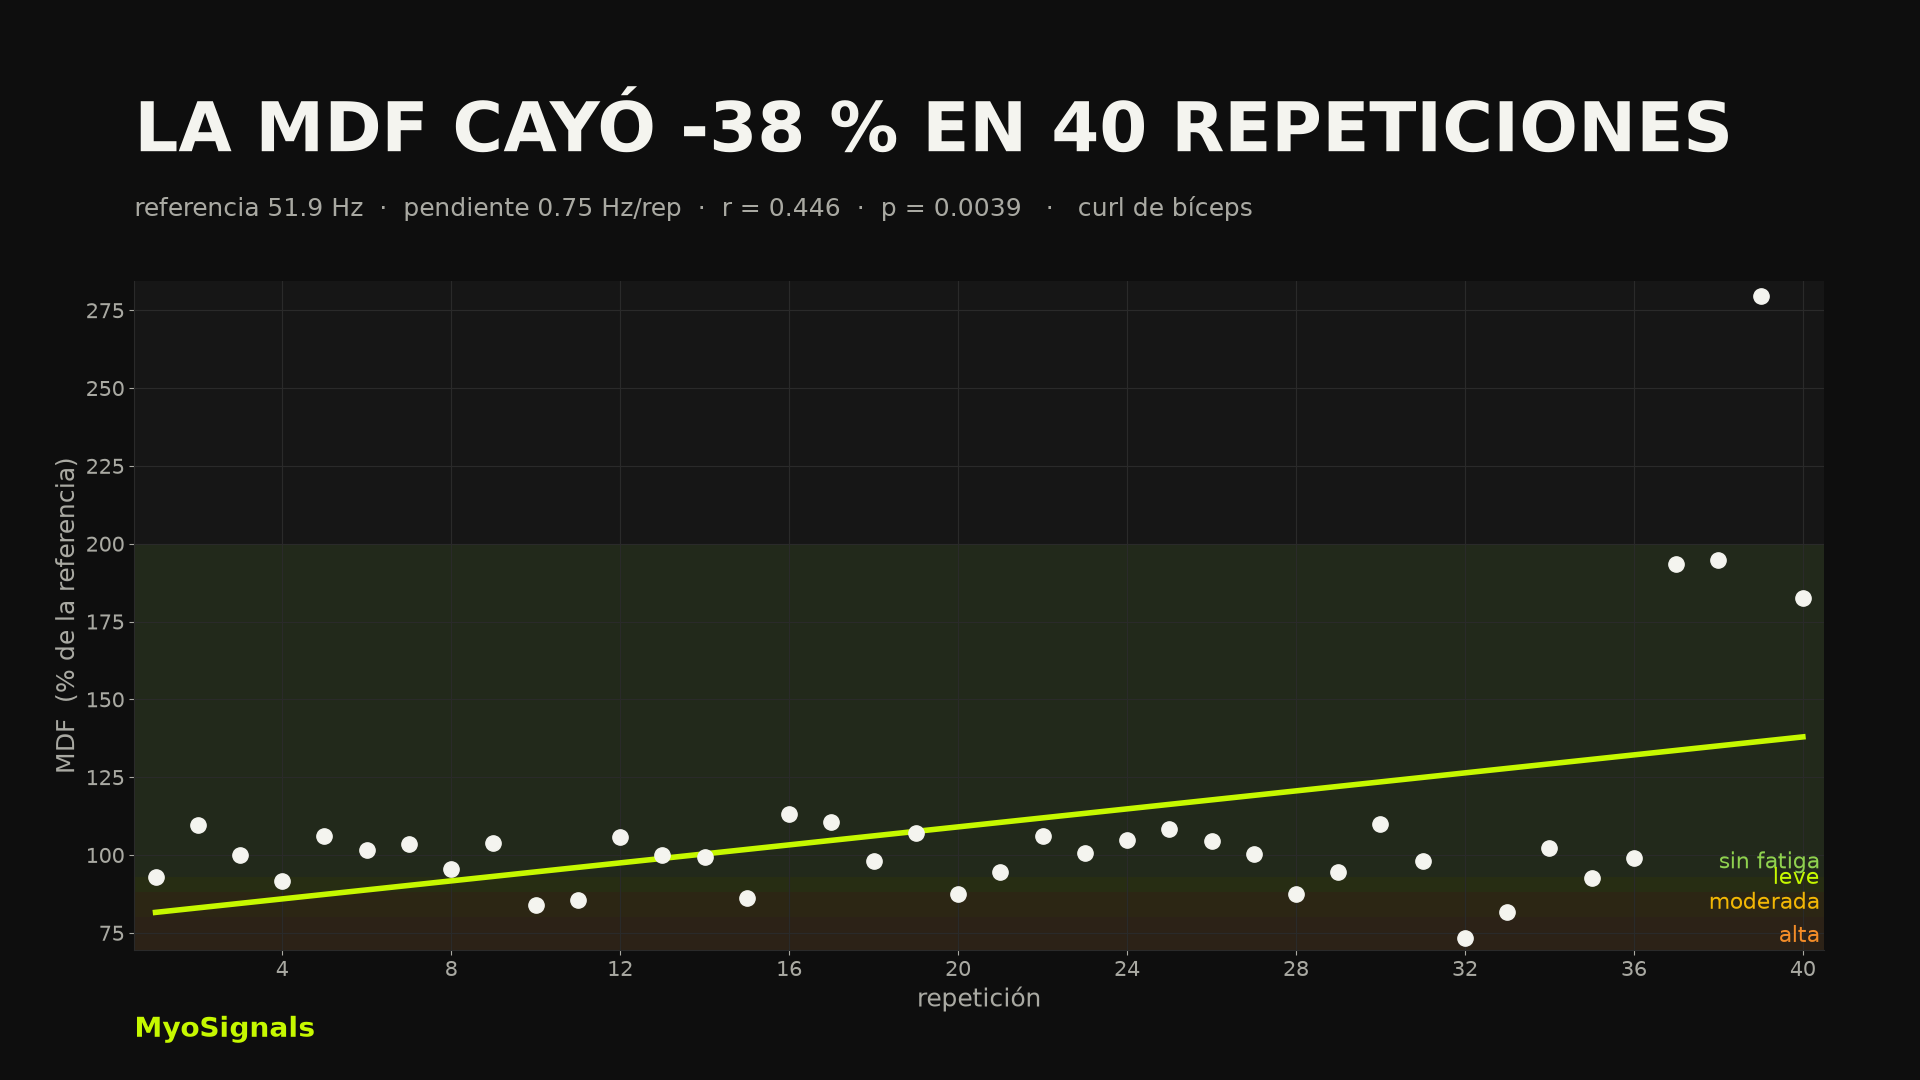 LA MDF CAYÓ -38 % EN 40 REPETICIONES
referencia 51.9 Hz · pendiente 0.75 Hz/rep · r = 0.446 · p = 0.0039 · curl de bíceps
MDF (% de la referencia)
275
250
225
200
175
150
125
100
75
sin fatiga
leve
moderada
alta
4 8 12 16 20 24 28 32 36 40
repetición
MyoSignals